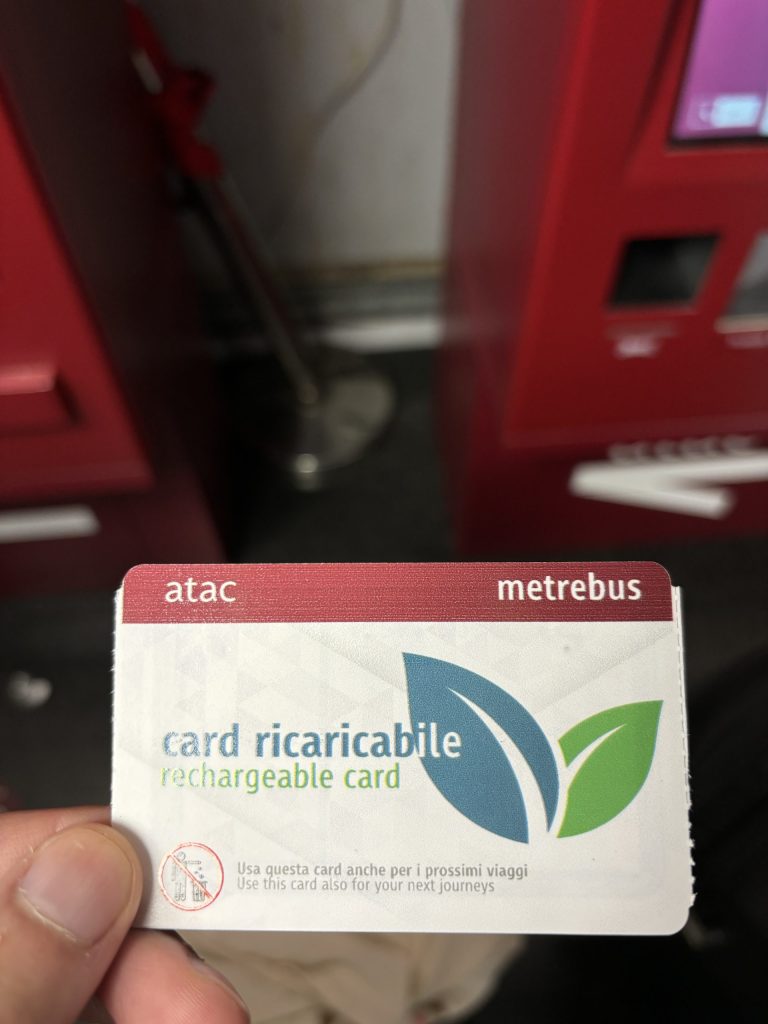 atac metrebus
card ricaricabile
rechargeable card
Usa questa card anche per i prossimi viaggi
Use this card also for your next journeys